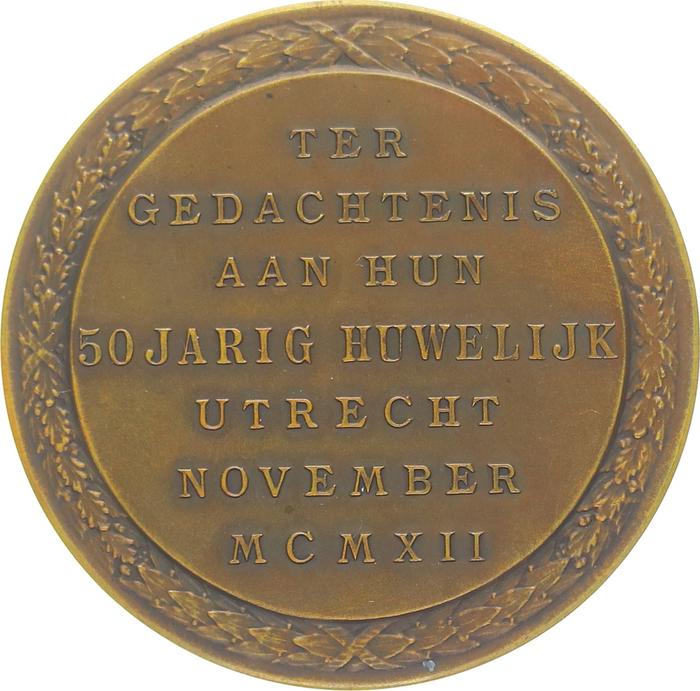 TER
GEDACHTENIS
AAN HUN
50 JARIG HUWELIJK
UTRECHT
NOVEMBER
MCMXII